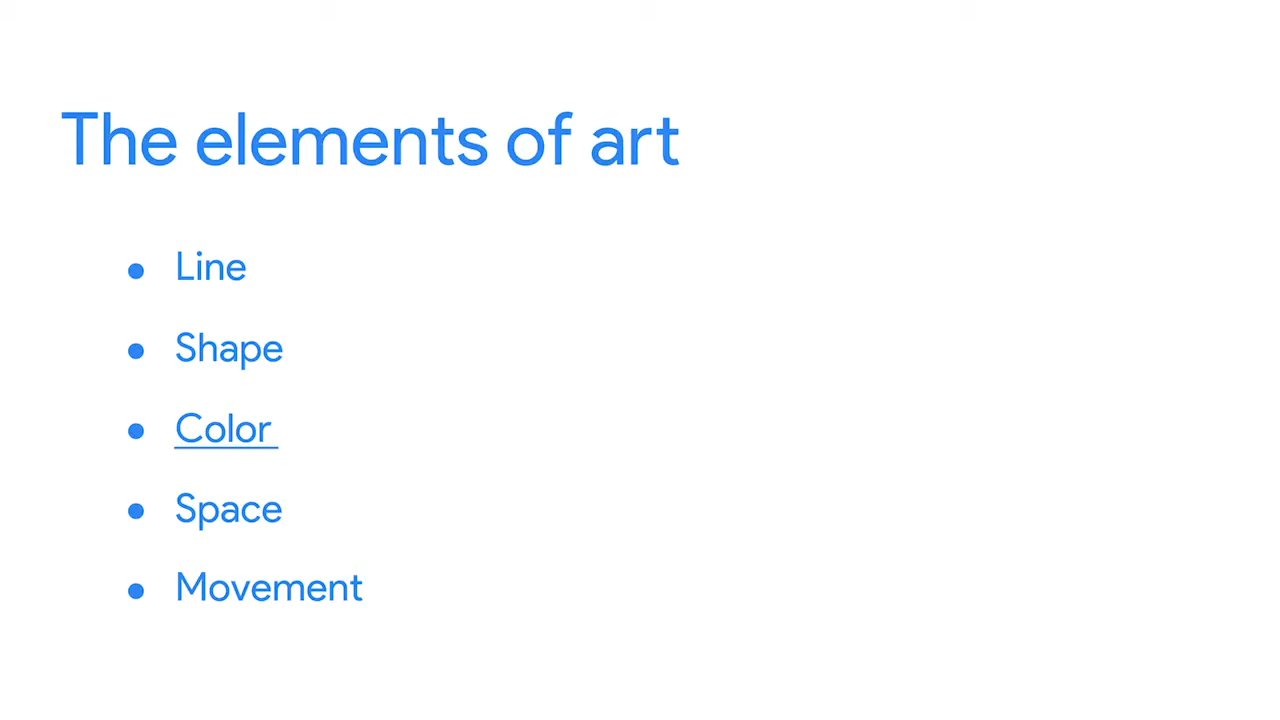 The elements of art
● Line
● Shape
● Color
● Space
● Movement